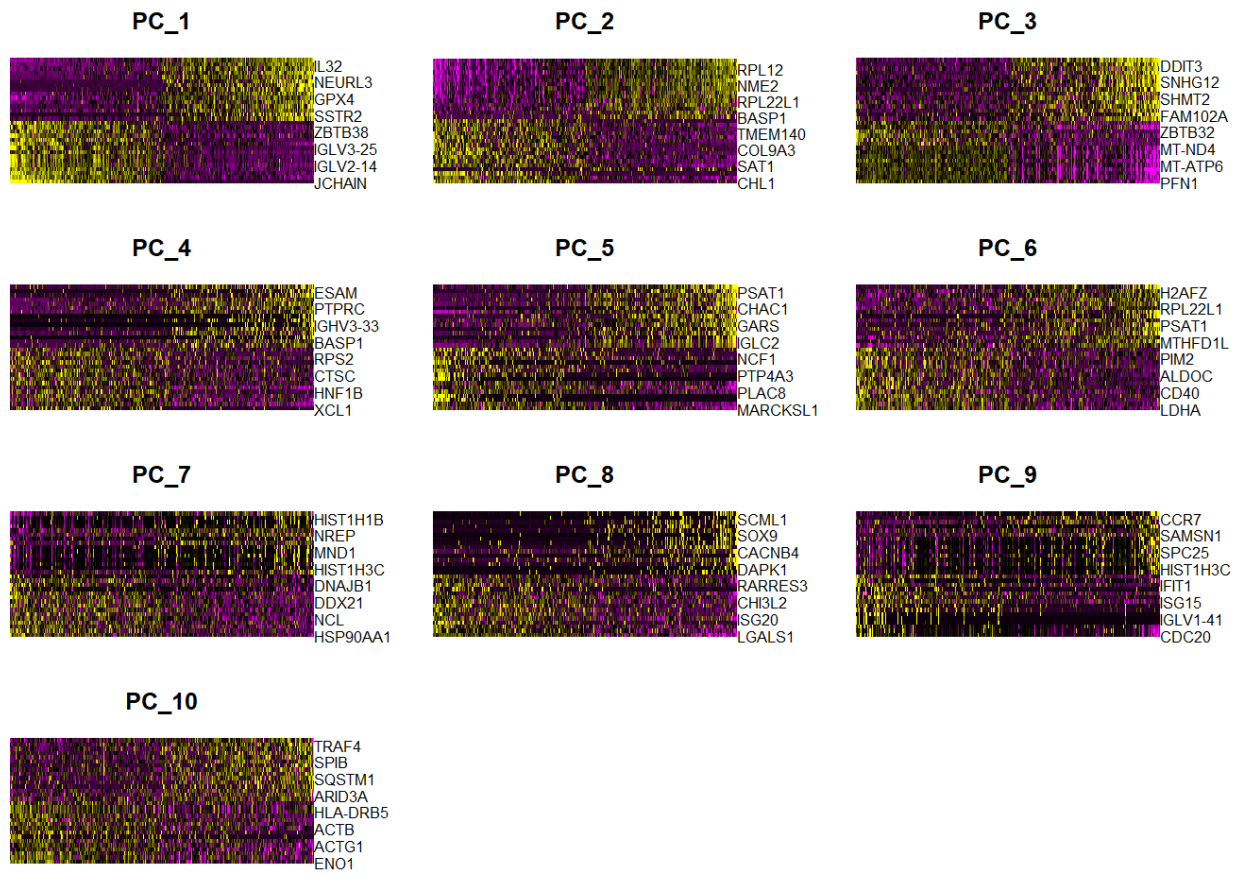 PC_1
IL32
NEURL3
GPX4
SSTR2
ZBTB38
IGLV3-25
IGLV2-14
JCHAIN
PC_2
RPL12
NME2
RPL22L1
BASP1
TMEM140
COL9A3
SAT1
CHL1
PC_3
DDIT3
SNHG12
SHMT2
FAM102A
ZBTB32
MT-ND4
MT-ATP6
PFN1
PC_4
ESAM
PTPRC
IGHV3-33
BASP1
RPS2
CTSC
HNF1B
XCL1
PC_5
PSAT1
CHAC1
GARS
IGLC2
NCF1
PTP4A3
PLAC8
MARCKSL1
PC_6
H2AFZ
RPL22L1
PSAT1
MTHFD1L
PIM2
ALDOC
CD40
LDHA
PC_7
HIST1H1B
NREP
MND1
HIST1H3C
DNAJB1
DDX21
NCL
HSP90AA1
PC_8
SCML1
SOX9
CACNB4
DAPK1
RARRES3
CHI3L2
ISG20
LGALS1
PC_9
CCR7
SAMSN1
SPC25
HIST1H3C
IFIT1
ISG15
IGLV1-41
CDC20
PC_10
TRAF4
SPIB
SQSTM1
ARID3A
HLA-DRB5
ACTB
ACTG1
ENO1